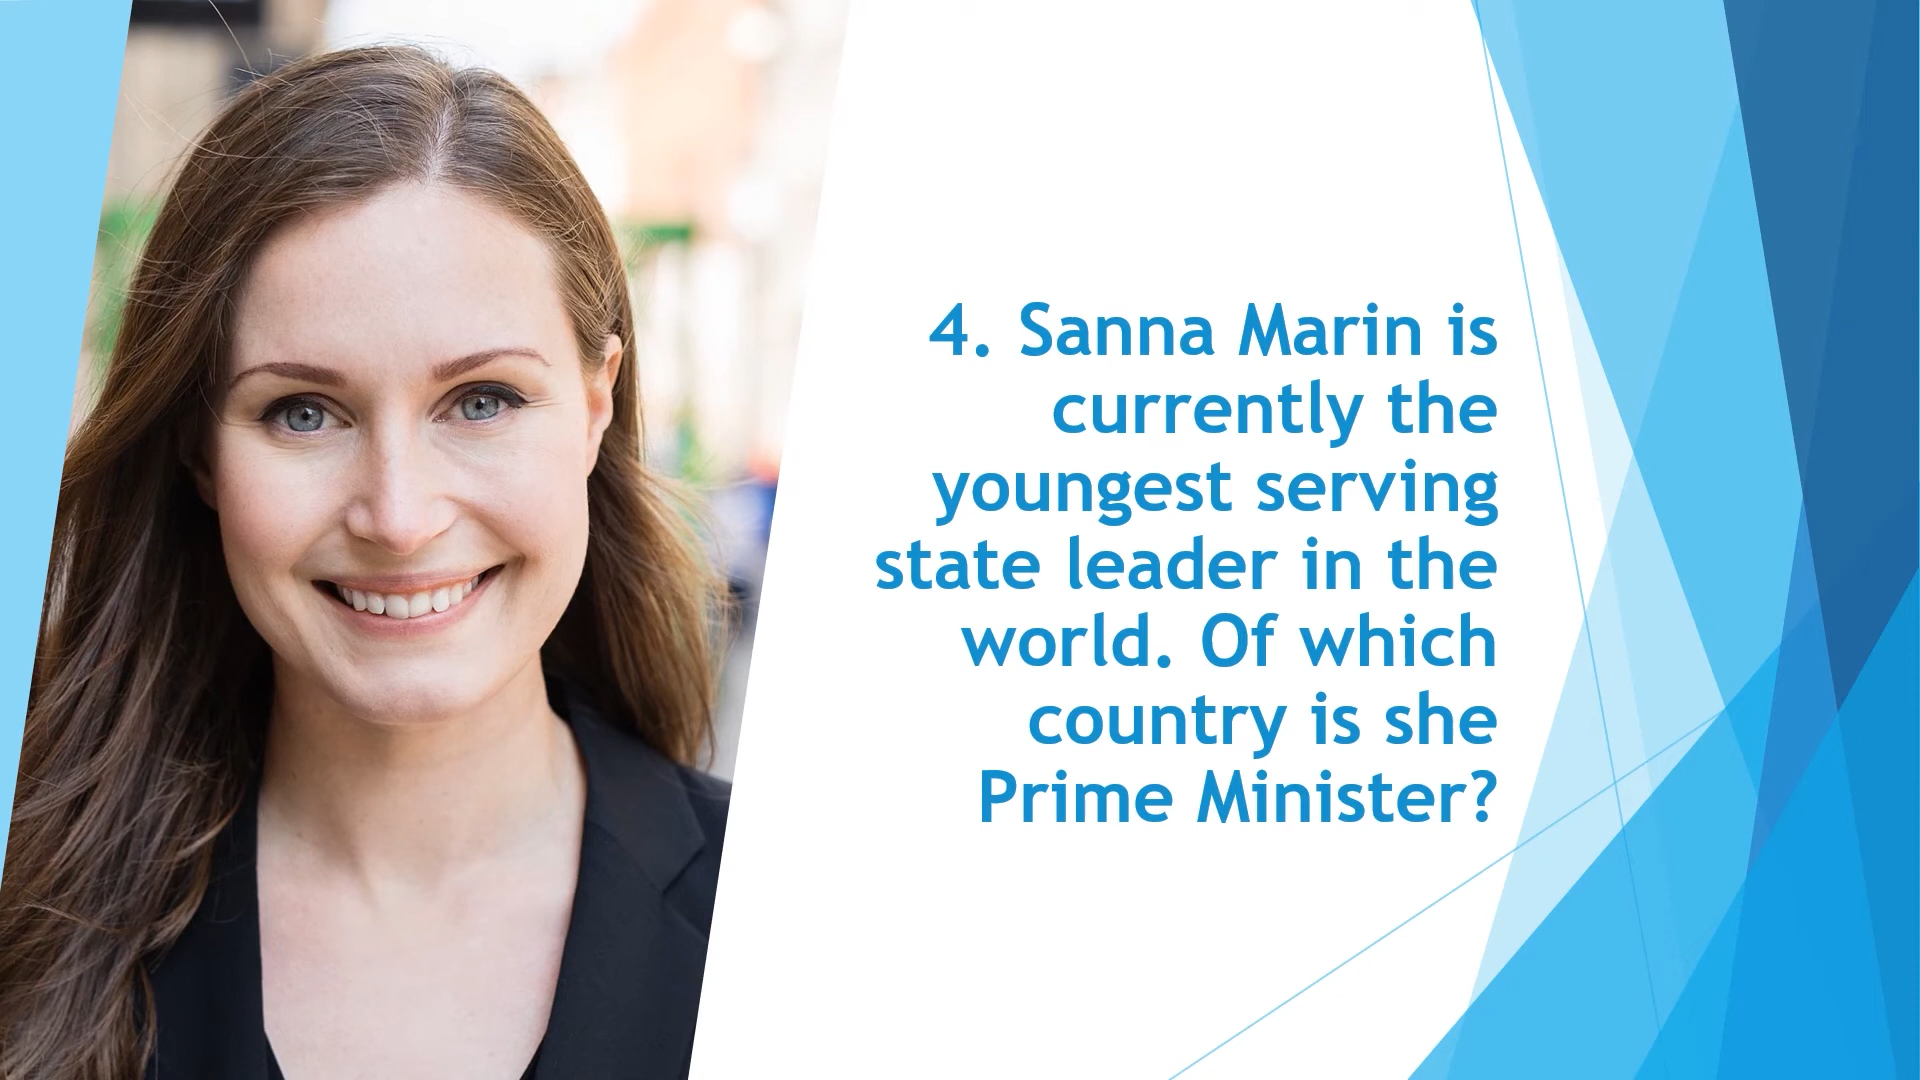 4. Sanna Marin is
currently the
youngest serving
state leader in the
world. Of which
country is she
Prime Minister?